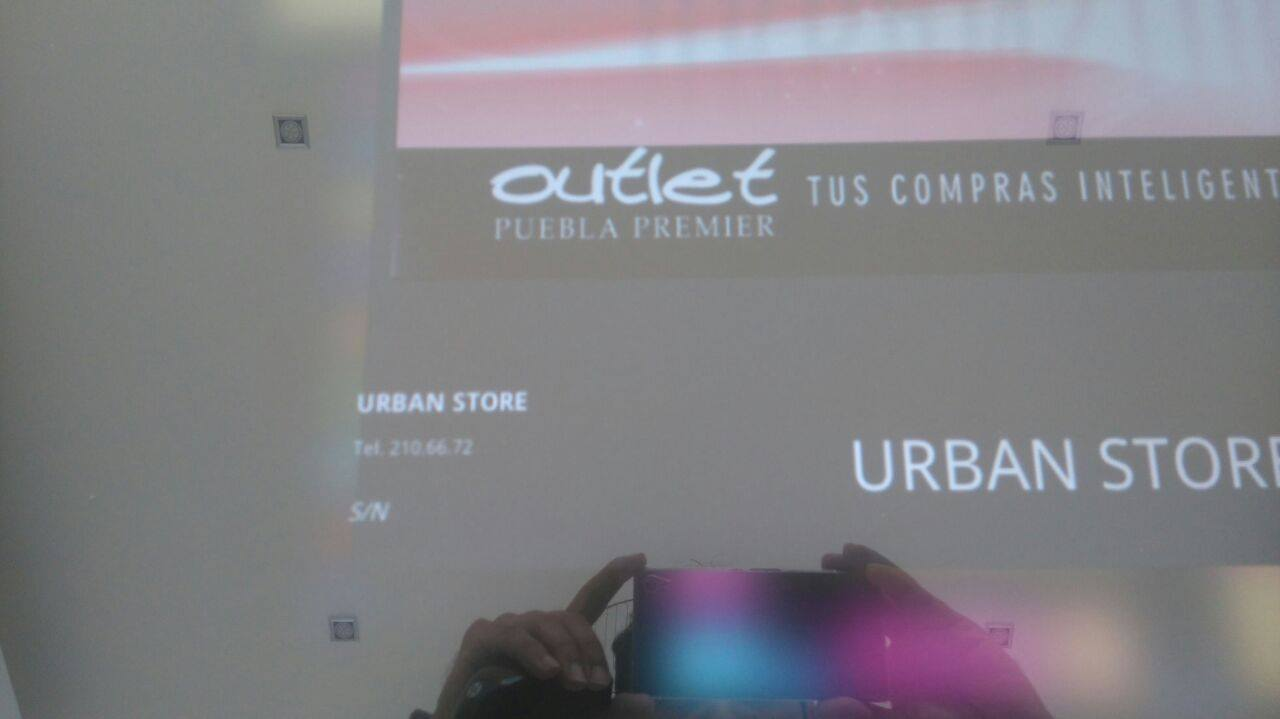 outlet TUS COMPRAS INTELIGENT
PUEBLA PREMIER
URBAN STORE
Tel. 210.66.72
URBAN STORE
S/N